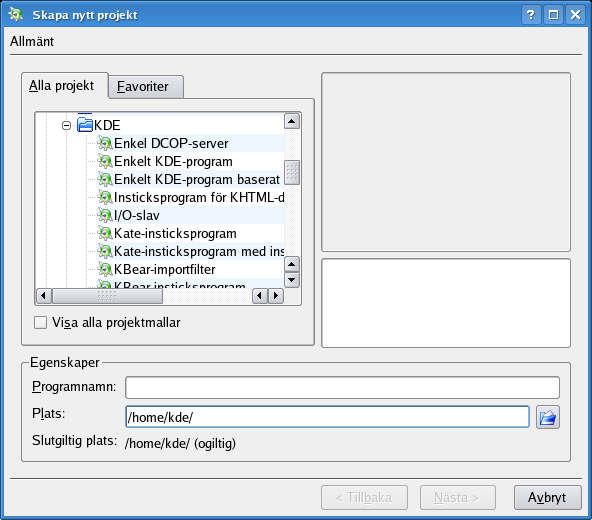 Skapa nytt projekt
Allmänt
Alla projekt
Favoriter
KDE
Enkel DCOP-server
Enkelt KDE-program
Enkelt KDE-program baserat
Insticksprogram för KHTML-d
I/O-slav
Kate-insticksprogram
Kate-insticksprogram med ins
KBear-importfilter
KBear insticksprogram
Visa alla projektmallar
Egenskaper
Programnamn:
Plats: /home/kde/
Slutgiltig plats: /home/kde/ (ogiltig)
< Tillbaka
Nästa >
Avbryt